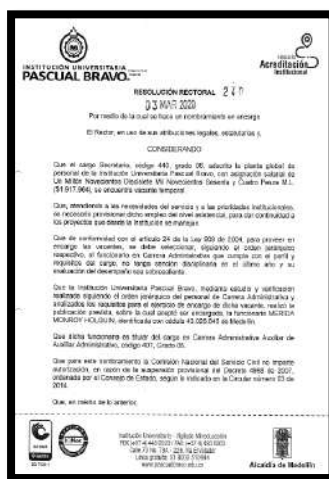 INSTITUCIÓN UNIVERSITARIA
PASCUAL BRAVO
Acreditación
Institucional
RESOLUCIÓN RECTORAL
03 MAR 2020
Por medio de la cual se hace un nombramiento en encargo
El Rector, en uso de sus atribuciones legales, estatutarias y,
CONSIDERANDO
Que el cargo Secretaria, código 440, grado 06, adscrito la planta global de
personal de la Institución Universitaria Pascual Bravo, con asignación salarial de
Un Millón Novecientos Diecisiete Mil Novecientos Sesenta y Cuatro Pesos M.L.
($1.917.964), se encuentra vacante temporal.
Que, atendiendo a las necesidades del servicio y a las prioridades institucionales,
es necesario provisionar dicho empleo del nivel asistencial, para dar continuidad a
los proyectos que desde la Institución se manejan.
Que de conformidad con el artículo 24 de la Ley 909 de 2004, para proveer en
encargo las vacantes, se debe seleccionar, siguiendo el orden jerárquico
respectivo, al funcionario en Carrera Administrativa que cumpla con el perfil y
requisitos del cargo, no tenga sanción disciplinaria en el último año y su
evaluación del desempeño sea sobresaliente.
Que la Institución Universitaria Pascual Bravo, mediante estudio y verificación
realizada siguiendo el orden jerárquico del personal de Carrera Administrativa y
analizados los requisitos para el ejercicio de encargo de dicha vacante, realizó la
publicación prevista, sobre la cual aceptó ser encargada, la funcionaria MERIDA
MONROY HOLGUIN, identificada con cédula de Medellín.
Que dicha funcionaria es titular del cargo en Carrera Administrativa Auxiliar de
Auxiliar Administrativo, código 407, Grado 05.
Que para este nombramiento la Comisión Nacional del Servicio Civil no imparte
autorización, en razón de la suspensión provisional del Decreto 4968 de 2007,
ordenada por el Consejo de Estado, según lo indicado en la Circular número 03 de
2014.
Que, en mérito de lo anterior,
Alcaldía de Medellín